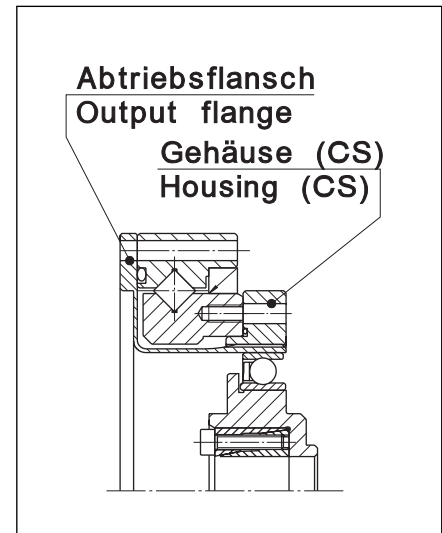 Abtriebsflansch
Output flange
Gehäuse (CS)
Housing (CS)